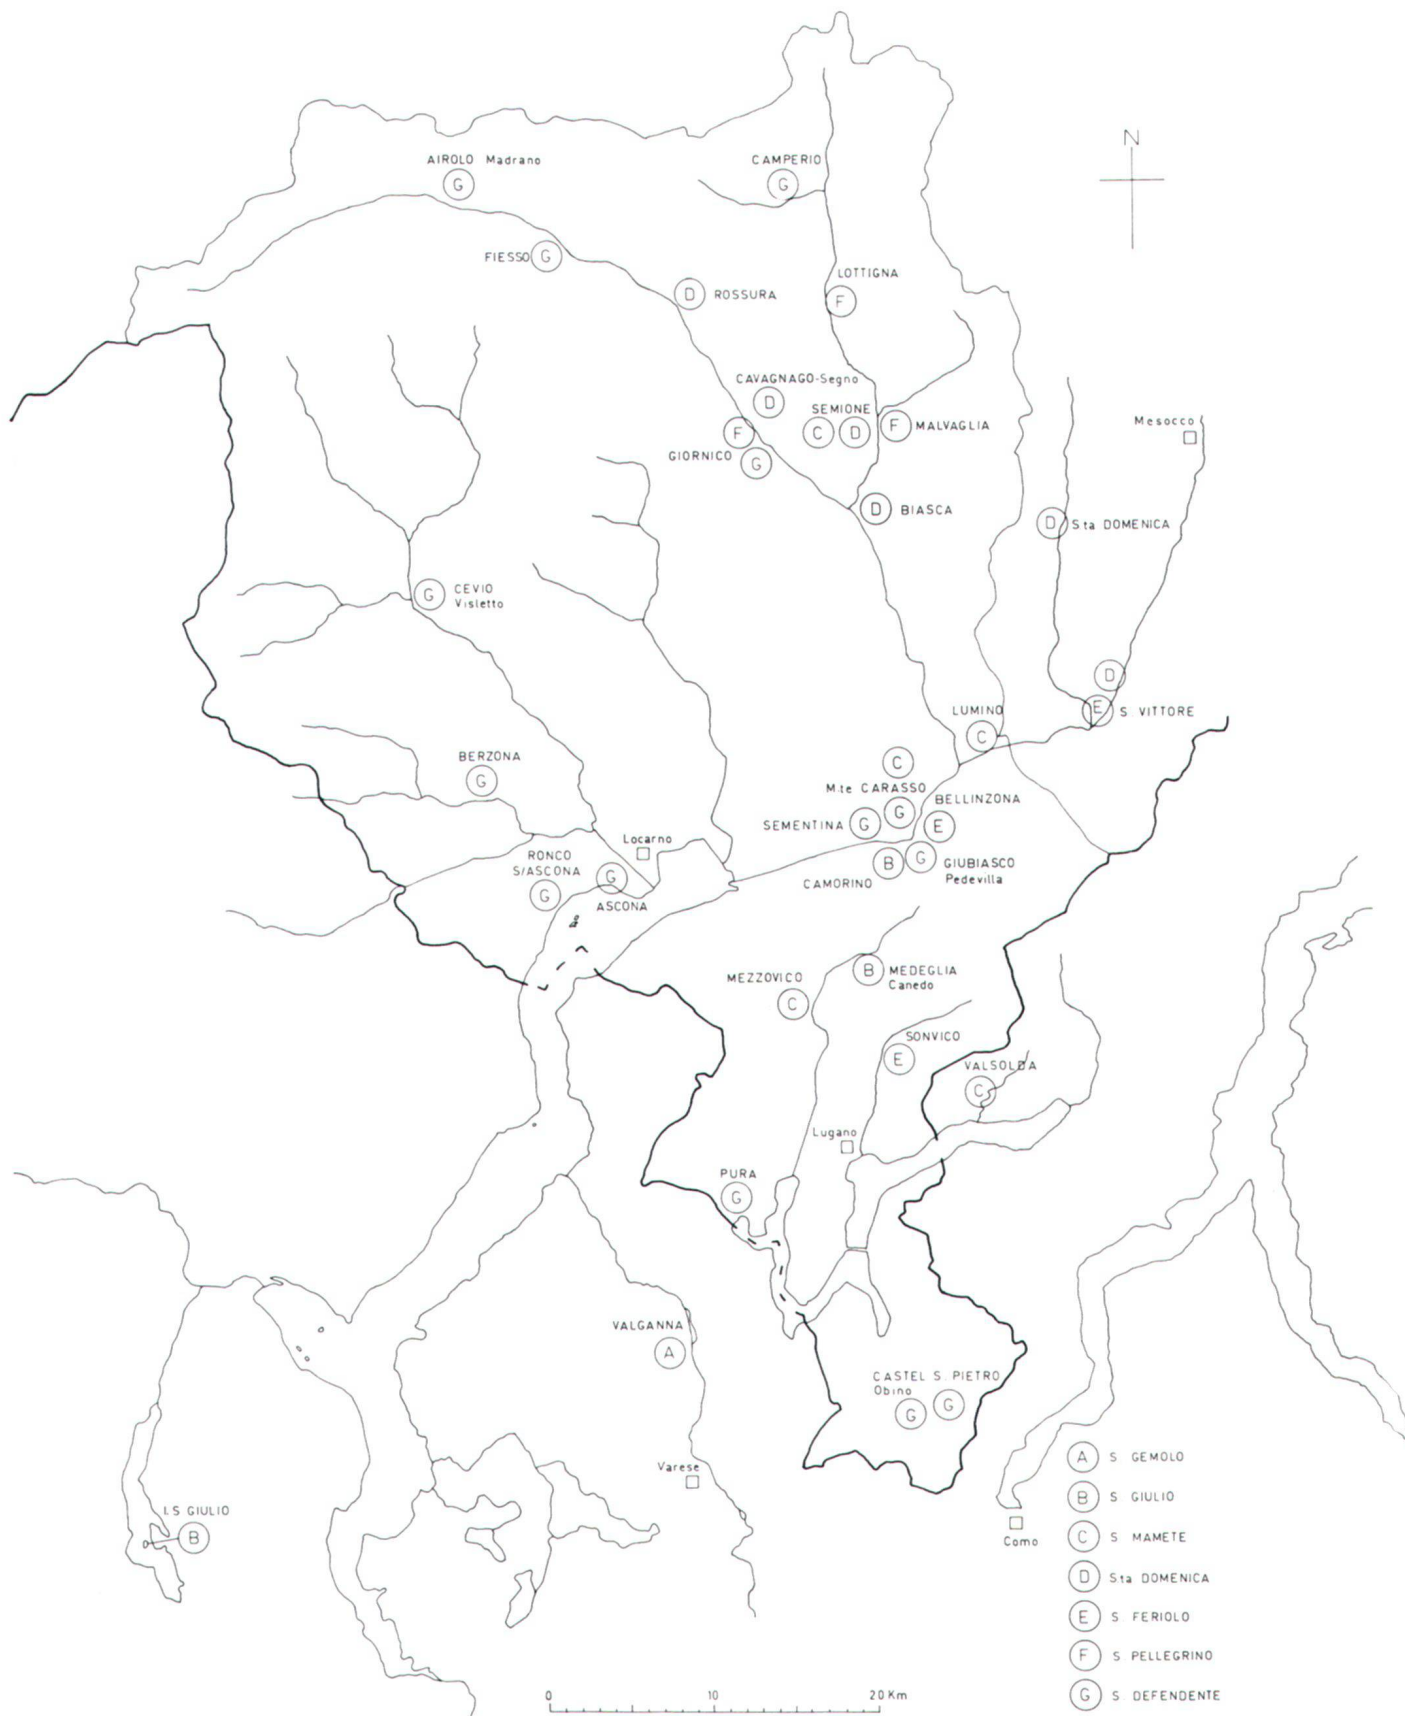 N
AIROLO Madrano
G
CAMPERIO
G
FIESSO G
LOTTIGNA
F
D ROSSURA
CAVAGNAGO-Segno
D
SEMIONE
C D
F MALVAGLIA
Mesocco
F
GIORNICO
G
D BIASCA
D S.ta DOMENICA
G CEVIO
Visletto
D
E S. VITTORE
LUMINO
C
BERZONA
G
C
M.te CARASSO
G
BELLINZONA
E
SEMENTINA G
Locarno
RONCO
S/ASCONA
G
G
ASCONA
B
CAMORINO
G GIUBIASCO
Pedevilla
MEZZOVICO
C
B MEDEGLIA
Canedo
SONVICO
E
VALSOLDA
C
Lugano
PURA
G
VALGANNA
A
CASTEL S. PIETRO
Obino
G G
Varese
I.S GIULIO
B
Como
A S GEMOLO
B S GIULIO
C S MAMETE
D S.ta DOMENICA
E S. FERIOLO
F S PELLEGRINO
G S. DEFENDENTE
0 10 20 Km